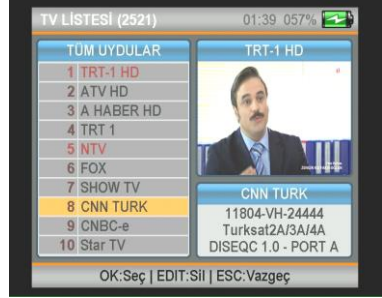 TV LİSTESİ (2521)
01:39 057%
TÜM UYDULAR
1 TRT-1 HD
2 ATV HD
3 A HABER HD
4 TRT 1
5 NTV
6 FOX
7 SHOW TV
8 CNN TURK
9 CNBC-e
10 Star TV
TRT-1 HD
CNN TURK
11804-VH-24444
Turksat2A/3A/4A
DISEQC 1.0 - PORT A
OK:Seç | EDIT:Sil | ESC:Vazgeç